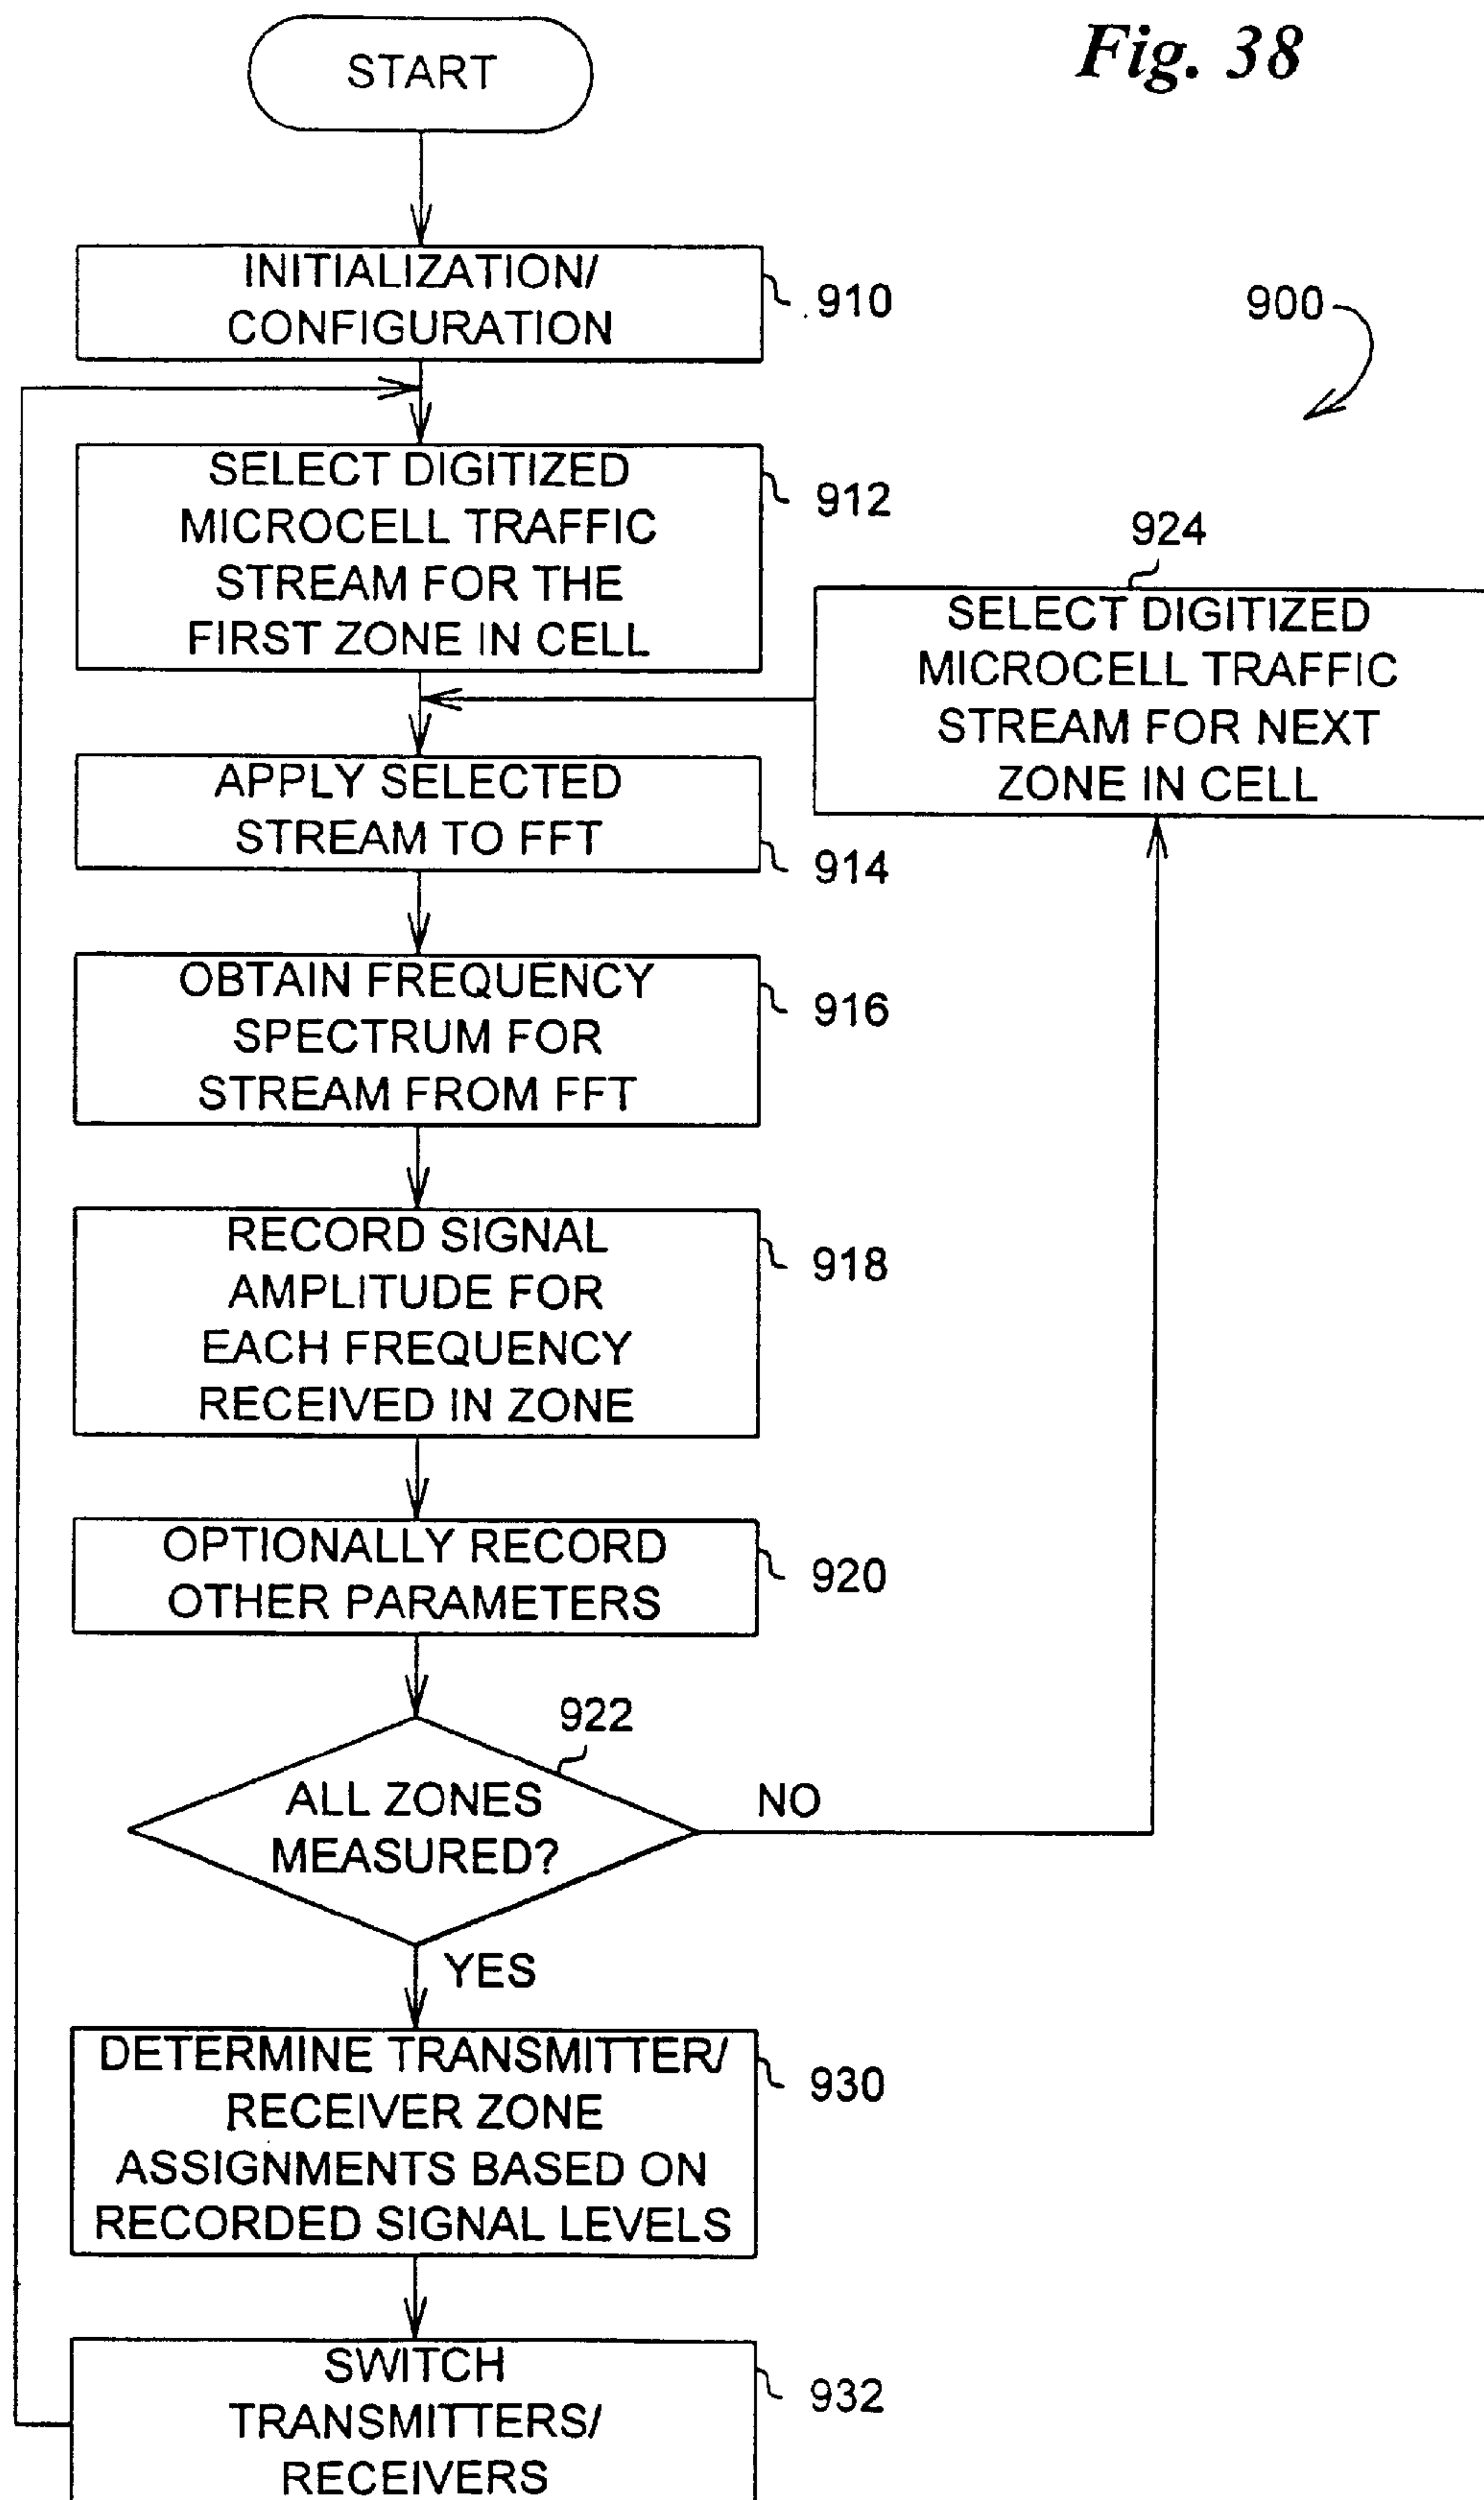 Fig. 38
START
INITIALIZATION/
CONFIGURATION
910
900
SELECT DIGITIZED
MICROCELL TRAFFIC
STREAM FOR THE
FIRST ZONE IN CELL
912
924
SELECT DIGITIZED
MICROCELL TRAFFIC
STREAM FOR NEXT
ZONE IN CELL
APPLY SELECTED
STREAM TO FFT
914
OBTAIN FREQUENCY
SPECTRUM FOR
STREAM FROM FFT
916
RECORD SIGNAL
AMPLITUDE FOR
EACH FREQUENCY
RECEIVED IN ZONE
918
OPTIONALLY RECORD
OTHER PARAMETERS
920
922
ALL ZONES
MEASURED?
NO
YES
DETERMINE TRANSMITTER/
RECEIVER ZONE
ASSIGNMENTS BASED ON
RECORDED SIGNAL LEVELS
930
SWITCH
TRANSMITTERS/
RECEIVERS
932